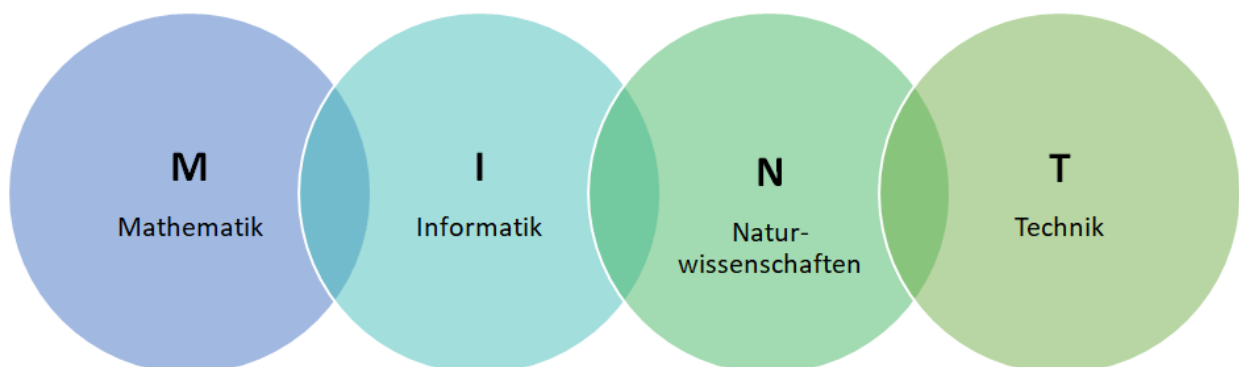 M
Mathematik
I
Informatik
N
Natur-
wissenschaften
T
Technik